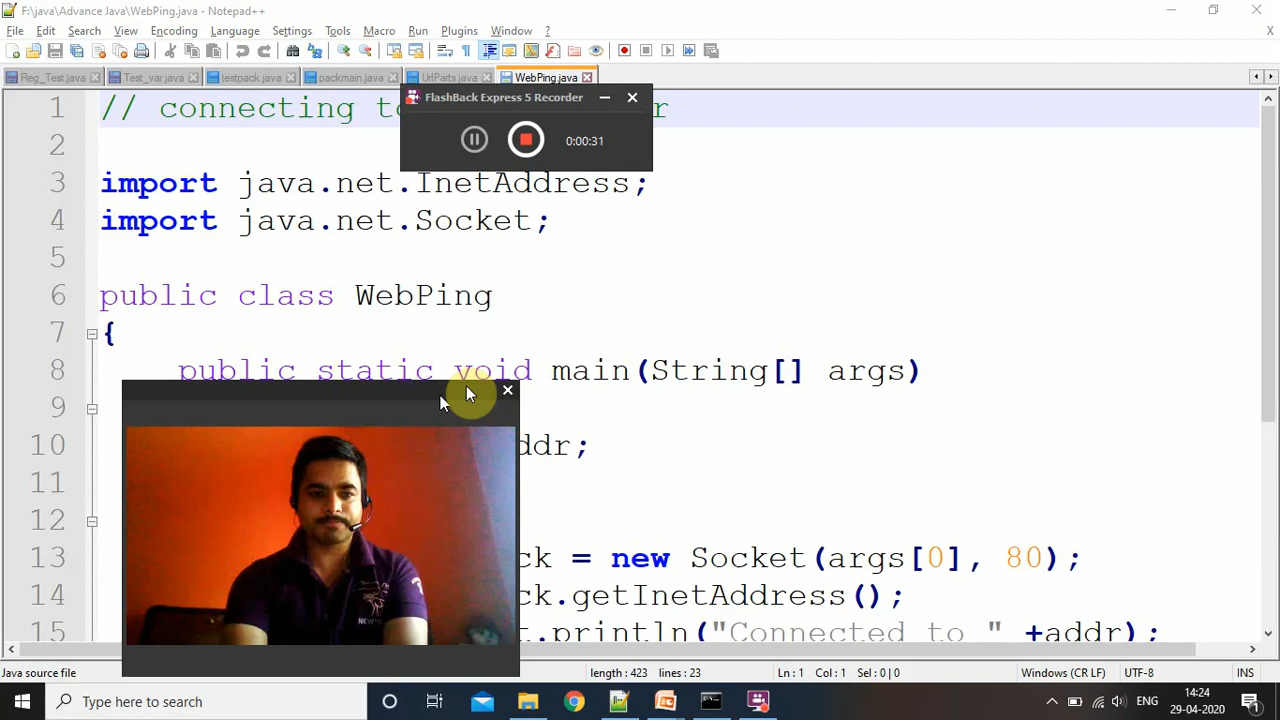 F:\java\Advance Java\WebPing.java - Notepad++
File Edit Search View Encoding Language Settings Tools Macro Run Plugins Window ?
Reg_Test.java Test_var.java testpack.java packmain.java UrlParts.java WebPing.java
FlashBack Express 5 Recorder
0:00:31
1 // connecting to r
2
3 import java.net.InetAddress;
4 import java.net.Socket;
5
6 public class WebPing
7 {
8 public static void main(String[] args)
9
10 ddr;
11
12
13 ck = new Socket(args[0], 80);
14 ck.getInetAddress();
15 t.println("Connected to " +addr);
Java source file length : 423 lines : 23 Ln : 1 Col : 1 Sel : 0 | 0 Windows (CR LF) UTF-8 INS
Type here to search
ENG
14:24
29-04-2020
1